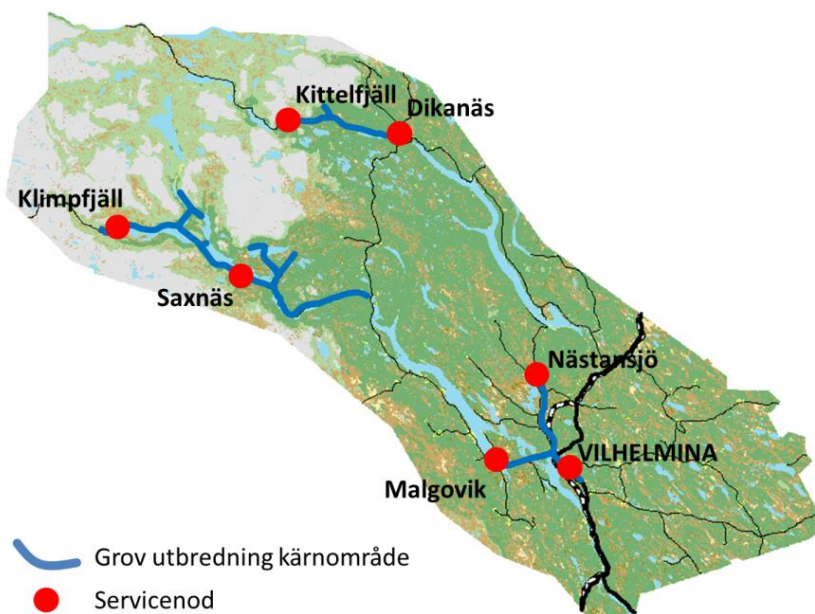 Kittelfjäll
Dikanäs
Klimpfjäll
Saxnäs
Nästansjö
VILHELMINA
Malgovik
Grov utbredning kärnområde
Servicenod